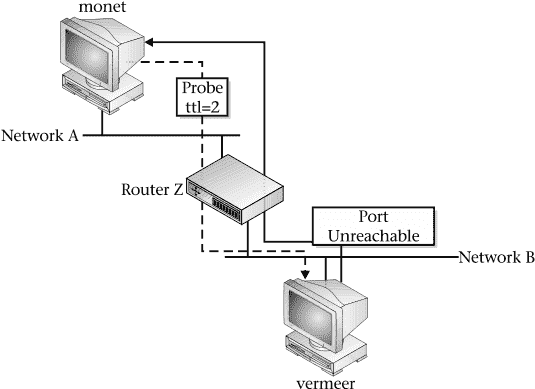 monet
Probe
ttl=2
Network A
Router Z
Port
Unreachable
Network B
vermeer